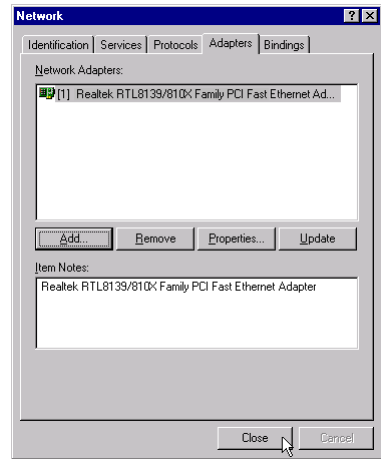 Network
Identification Services Protocols Adapters Bindings
Network Adapters:
[1] Realtek RTL8139/810X Family PCI Fast Ethernet Ad...
Add... Remove Properties... Update
Item Notes:
Realtek RTL8139/810X Family PCI Fast Ethernet Adapter
Close Cancel